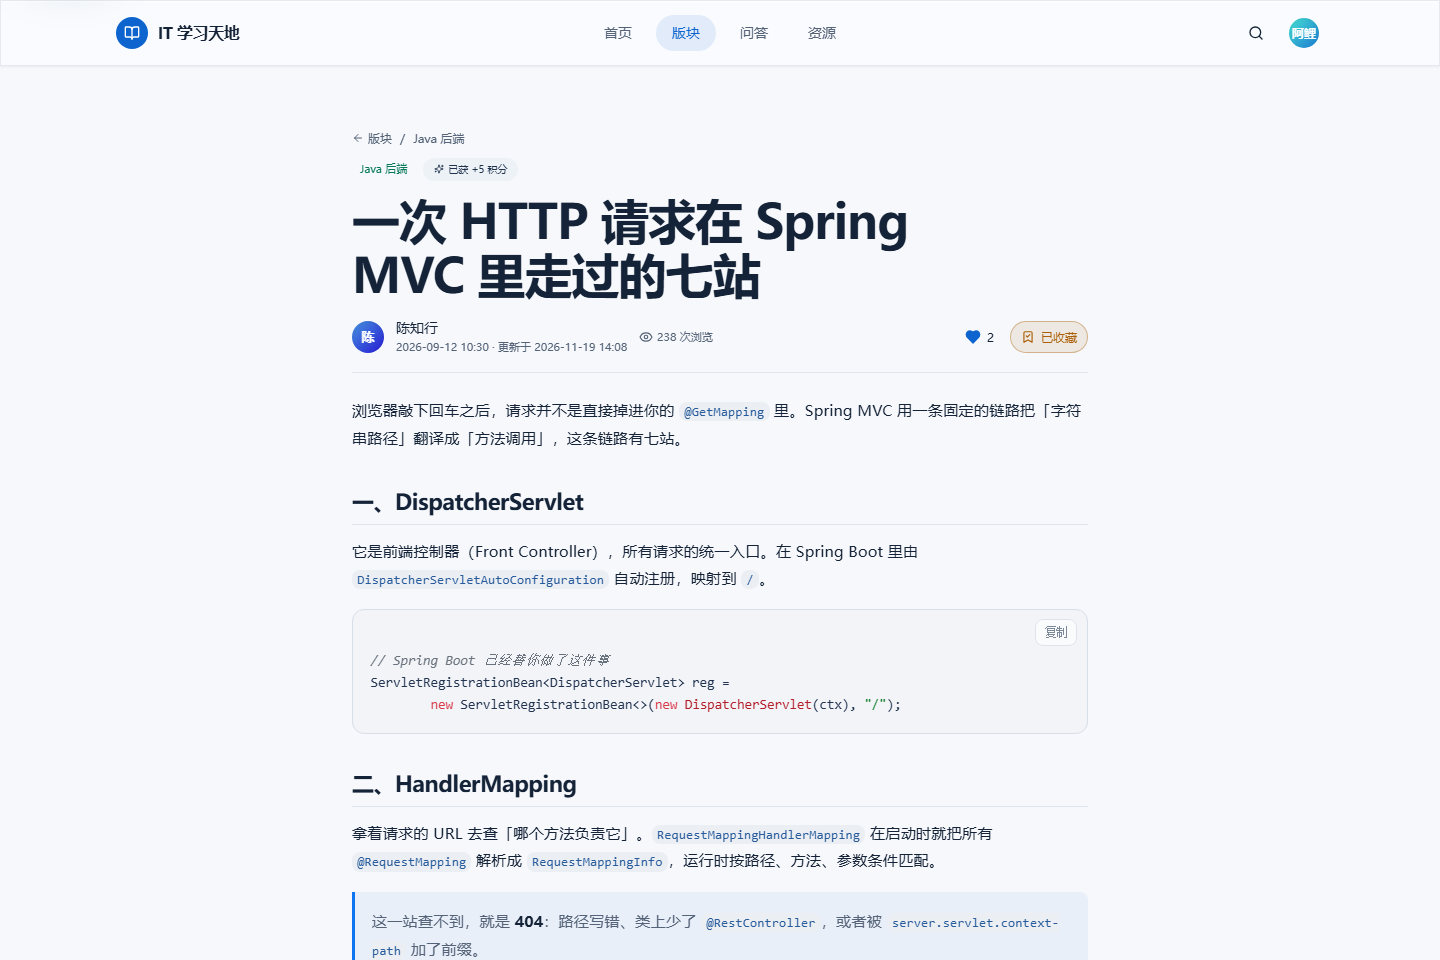 IT 学习天地
首页 版块 问答 资源
阿鲤
← 版块 / Java 后端
Java 后端 已获 +5 积分
一次 HTTP 请求在 Spring
MVC 里走过的七站
陈
陈知行
2026-09-12 10:30 · 更新于 2026-11-19 14:08
238 次浏览
2
已收藏
浏览器敲下回车之后，请求并不是直接掉进你的 @GetMapping 里。Spring MVC 用一条固定的链路把「字符
串路径」翻译成「方法调用」，这条链路有七站。
一、DispatcherServlet
它是前端控制器（Front Controller），所有请求的统一入口。在 Spring Boot 里由
DispatcherServletAutoConfiguration 自动注册，映射到 /。
复制
// Spring Boot 已经替你做了这件事
ServletRegistrationBean<DispatcherServlet> reg =
        new ServletRegistrationBean<>(new DispatcherServlet(ctx), "/");
二、HandlerMapping
拿着请求的 URL 去查「哪个方法负责它」。RequestMappingHandlerMapping 在启动时就把所有
@RequestMapping 解析成 RequestMappingInfo，运行时按路径、方法、参数条件匹配。
这一站查不到，就是 404：路径写错、类上少了 @RestController，或者被 server.servlet.context-
path 加了前缀。